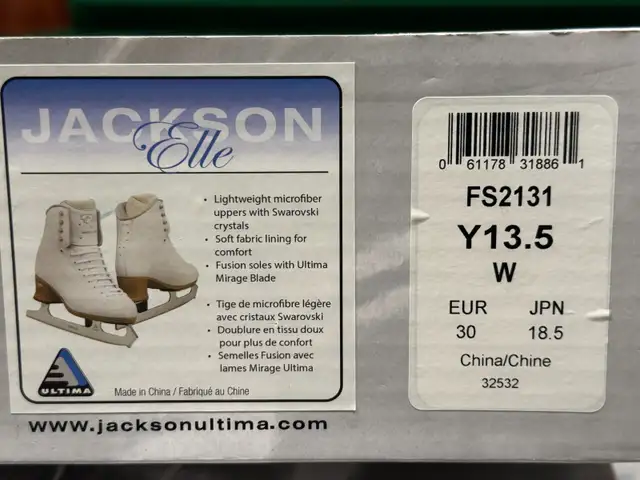 JACKSON
Elle
• Lightweight microfiber
uppers with Swarovski
crystals
• Soft fabric lining for
comfort
• Fusion soles with Ultima
Mirage Blade
• Tige de microfibre légère
avec cristaux Swarovski
• Doublure en tissu doux
pour plus de confort
• Semelles Fusion avec
lames Mirage Ultima
ULTIMA
Made in China / Fabriqué au Chine
www.jacksonultima.com
0 61178 31886 1
FS2131
Y13.5
W
EUR JPN
30 18.5
China/Chine
32532